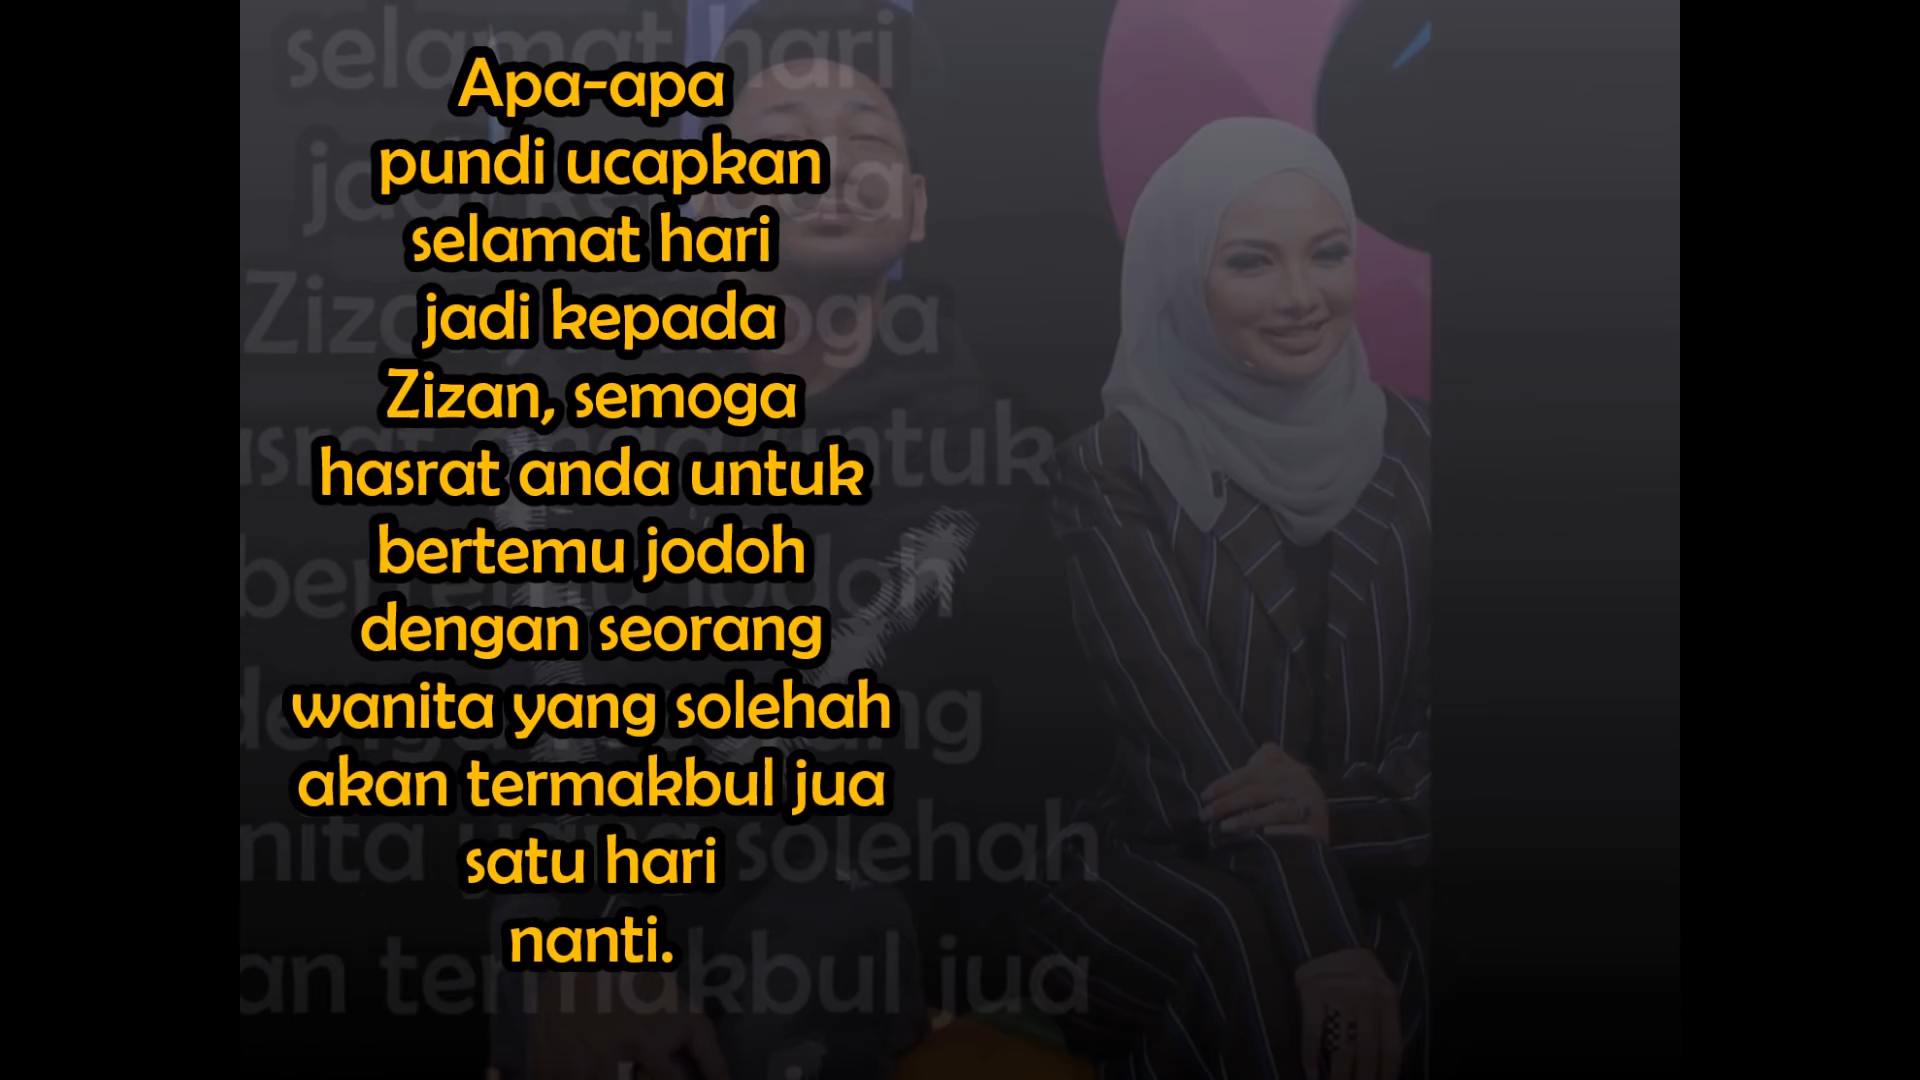 Apa-apa
pundi ucapkan
selamat hari
jadi kepada
Zizan, semoga
hasrat anda untuk
bertemu jodoh
dengan seorang
wanita yang solehah
akan termakbul jua
satu hari
nanti.